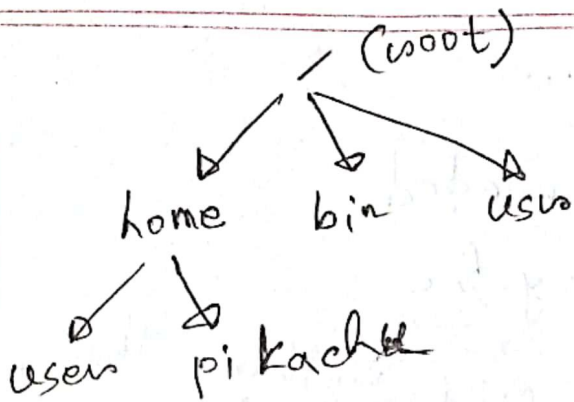 / (root)
home bin usr
user pikachu